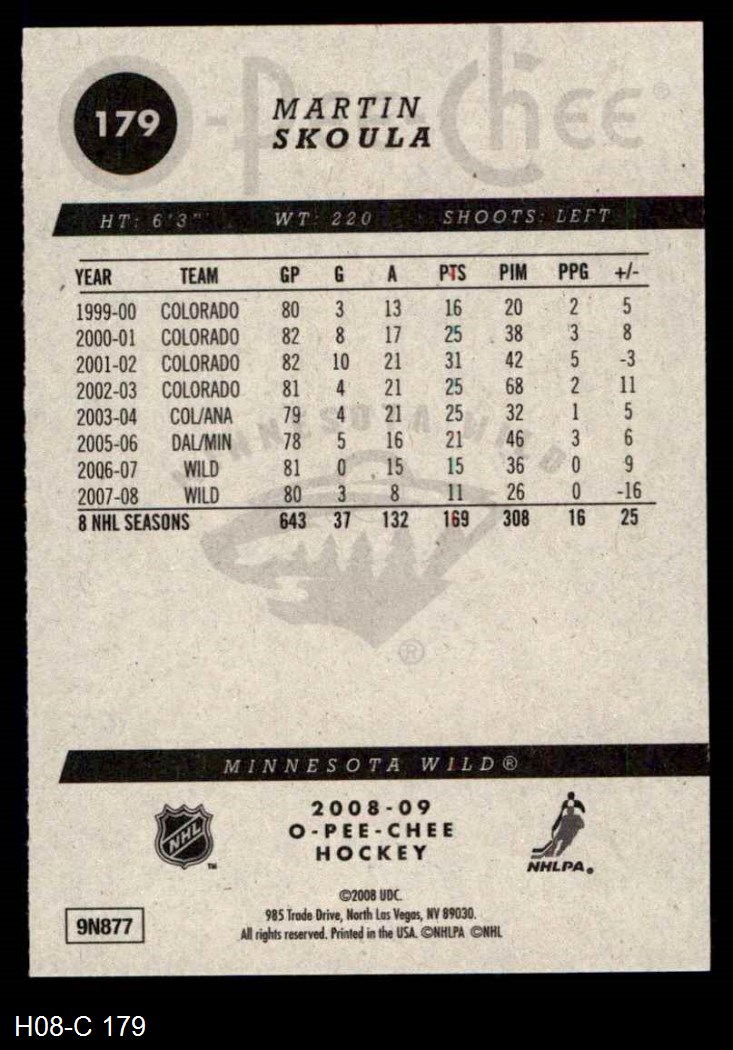 179
O-Pee-Chee®
MARTIN
SKOULA
HT: 6'3" WT: 220 SHOOTS: LEFT
YEAR TEAM GP G A PTS PIM PPG +/-
1999-00 COLORADO 80 3 13 16 20 2 5
2000-01 COLORADO 82 8 17 25 38 3 8
2001-02 COLORADO 82 10 21 31 42 5 -3
2002-03 COLORADO 81 4 21 25 68 2 11
2003-04 COL/ANA 79 4 21 25 32 1 5
2005-06 DAL/MIN 78 5 16 21 46 3 6
2006-07 WILD 81 0 15 15 36 0 9
2007-08 WILD 80 3 8 11 26 0 -16
8 NHL SEASONS 643 37 132 169 308 16 25
MINNESOTA WILD
®
MINNESOTA WILD®
NHL TM
2008-09
O-PEE-CHEE
HOCKEY
NHLPA®
©2008 UDC.
985 Trade Drive, North Las Vegas, NV 89030.
All rights reserved. Printed in the USA. ©NHLPA ©NHL
9N877
H08-C 179